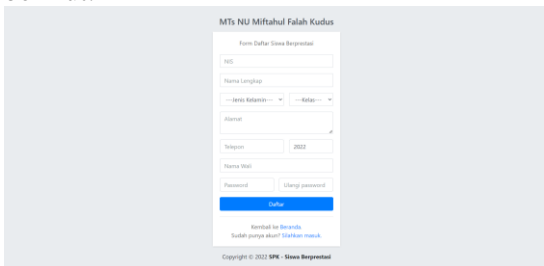 MTs NU Miftahul Falah Kudus
Form Daftar Siswa Berprestasi
NIS
Nama Lengkap
---Jenis Kelamin--- ---Kelas---
Alamat
Telepon 2022
Nama Wali
Password Ulangi password
Daftar
Kembali ke Beranda
Sudah punya akun? Silahkan masuk.
Copyright © 2022 SPK - Siswa Berprestasi